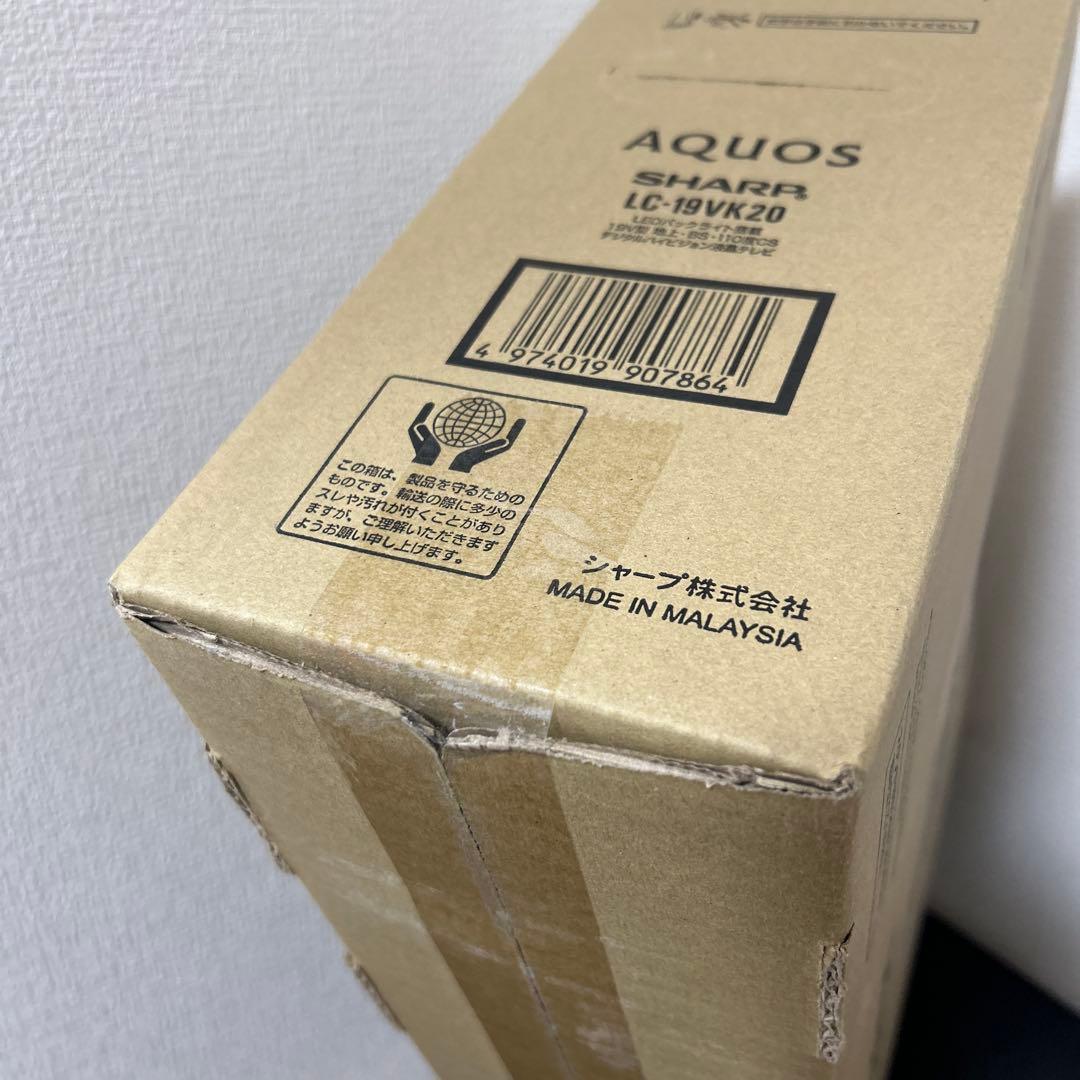 AQUOS
SHARP®
LC-19VK20
LEDバックライト搭載
19V型 地上・BS・110度CS
デジタルハイビジョン液晶テレビ
4 974019 907864
この箱は、製品を守るための
ものです。輸送の際に多少の
スレや汚れが付くことがあり
ますが、ご理解いただきます
ようお願い申し上げます。
シャープ株式会社
MADE IN MALAYSIA